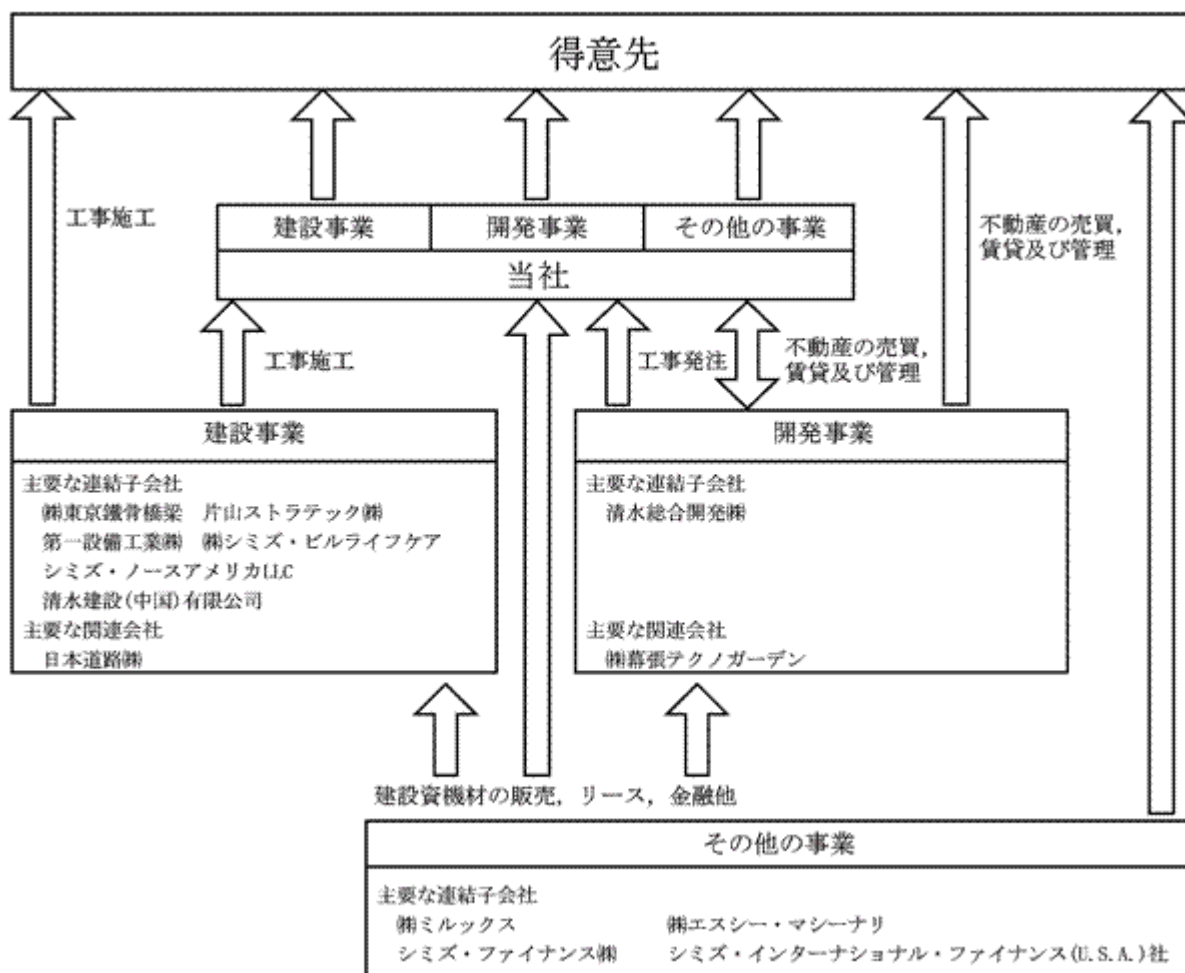 得意先
工事施工
不動産の売買,
賃貸及び管理
建設事業 開発事業 その他の事業
当社
工事施工
工事発注
不動産の売買,
賃貸及び管理
建設事業
主要な連結子会社
㈱東京鐵骨橋梁 片山ストラテック㈱
第一設備工業㈱ ㈱シミズ・ビルライフケア
シミズ・ノースアメリカLLC
清水建設(中国)有限公司
主要な関連会社
日本道路㈱
開発事業
主要な連結子会社
清水総合開発㈱
主要な関連会社
㈱幕張テクノガーデン
建設資機材の販売, リース, 金融他
その他の事業
主要な連結子会社
㈱ミルックス ㈱エスシー・マシーナリ
シミズ・ファイナンス㈱ シミズ・インターナショナル・ファイナンス(U.S.A.)社